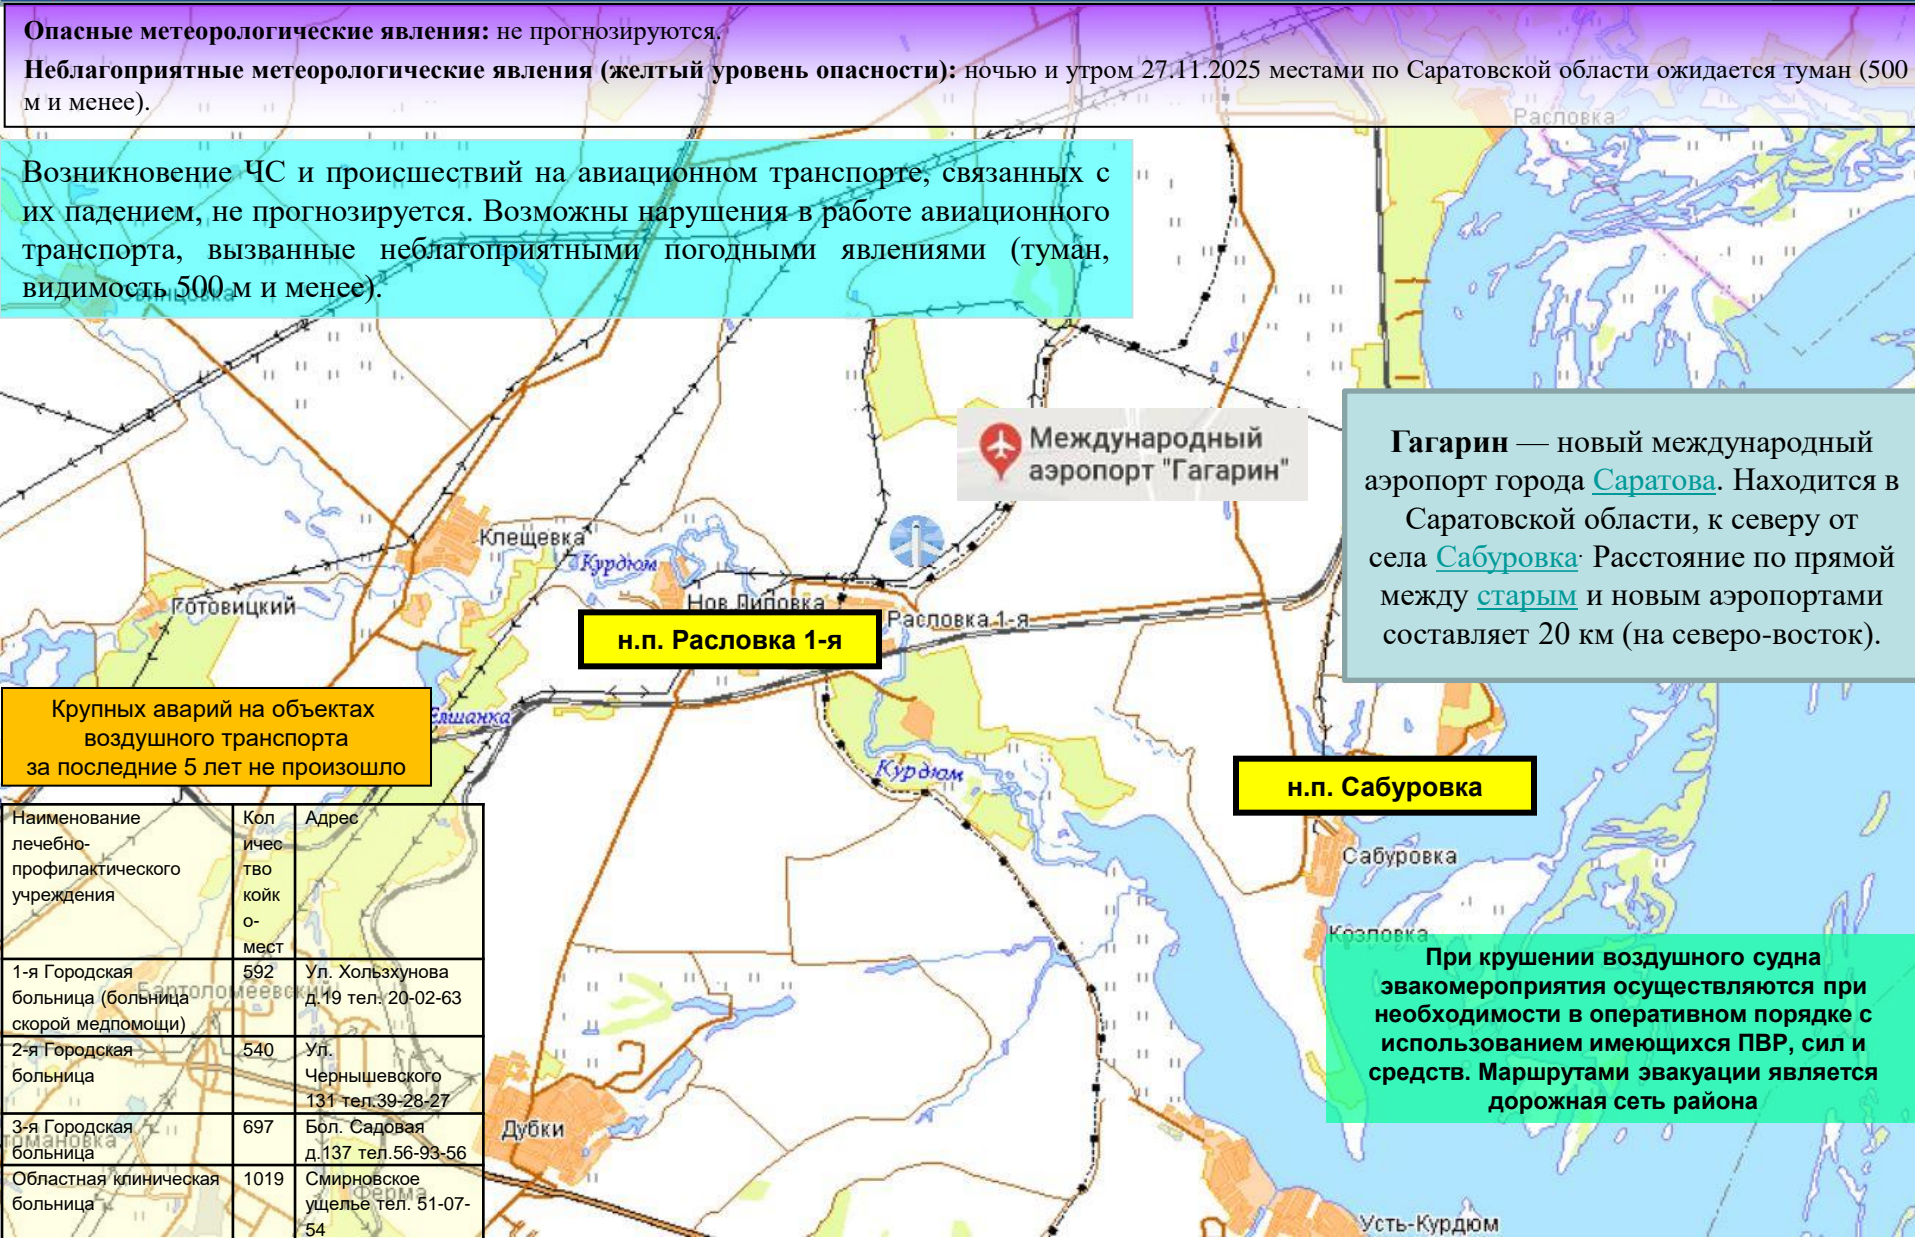 Опасные метеорологические явления: не прогнозируются.
Неблагоприятные метеорологические явления (желтый уровень опасности): ночью и утром 27.11.2025 местами по Саратовской области ожидается туман (500
м и менее).
Расловка
Возникновение ЧС и происшествий на авиационном транспорте, связанных с
их падением, не прогнозируется. Возможны нарушения в работе авиационного
транспорта, вызванные неблагоприятными погодными явлениями (туман,
видимость 500 м и менее).
Свинцовка
Международный
аэропорт "Гагарин"
Гагарин — новый международный
аэропорт города Саратова. Находится в
Саратовской области, к северу от
села Сабуровка. Расстояние по прямой
между старым и новым аэропортами
составляет 20 км (на северо-восток).
Клещевка
Курдюм
Готовицкий
Нов.Липовка
Расловка 1-я
н.п. Расловка 1-я
Елшанка
Крупных аварий на объектах
воздушного транспорта
за последние 5 лет не произошло
Курдюм
н.п. Сабуровка
Сабуровка
Козловка
Наименование
лечебно-
профилактического
учреждения
Кол
ичес
тво
койк
о-
мест
Адрес
1-я Городская
больница (больница
скорой медпомощи)
592
Ул. Хользхунова
д.19 тел. 20-02-63
Бартоломеевский
2-я Городская
больница
540
Ул.
Чернышевского
131 тел.39-28-27
3-я Городская
больница
697
Бол. Садовая
д.137 тел.56-93-56
Областная клиническая
больница
1019
Смирновское
ущелье тел. 51-07-
54
Ферма
Дубки
При крушении воздушного судна
эвакомероприятия осуществляются при
необходимости в оперативном порядке с
использованием имеющихся ПВР, сил и
средств. Маршрутами эвакуации является
дорожная сеть района
Усть-Курдюм